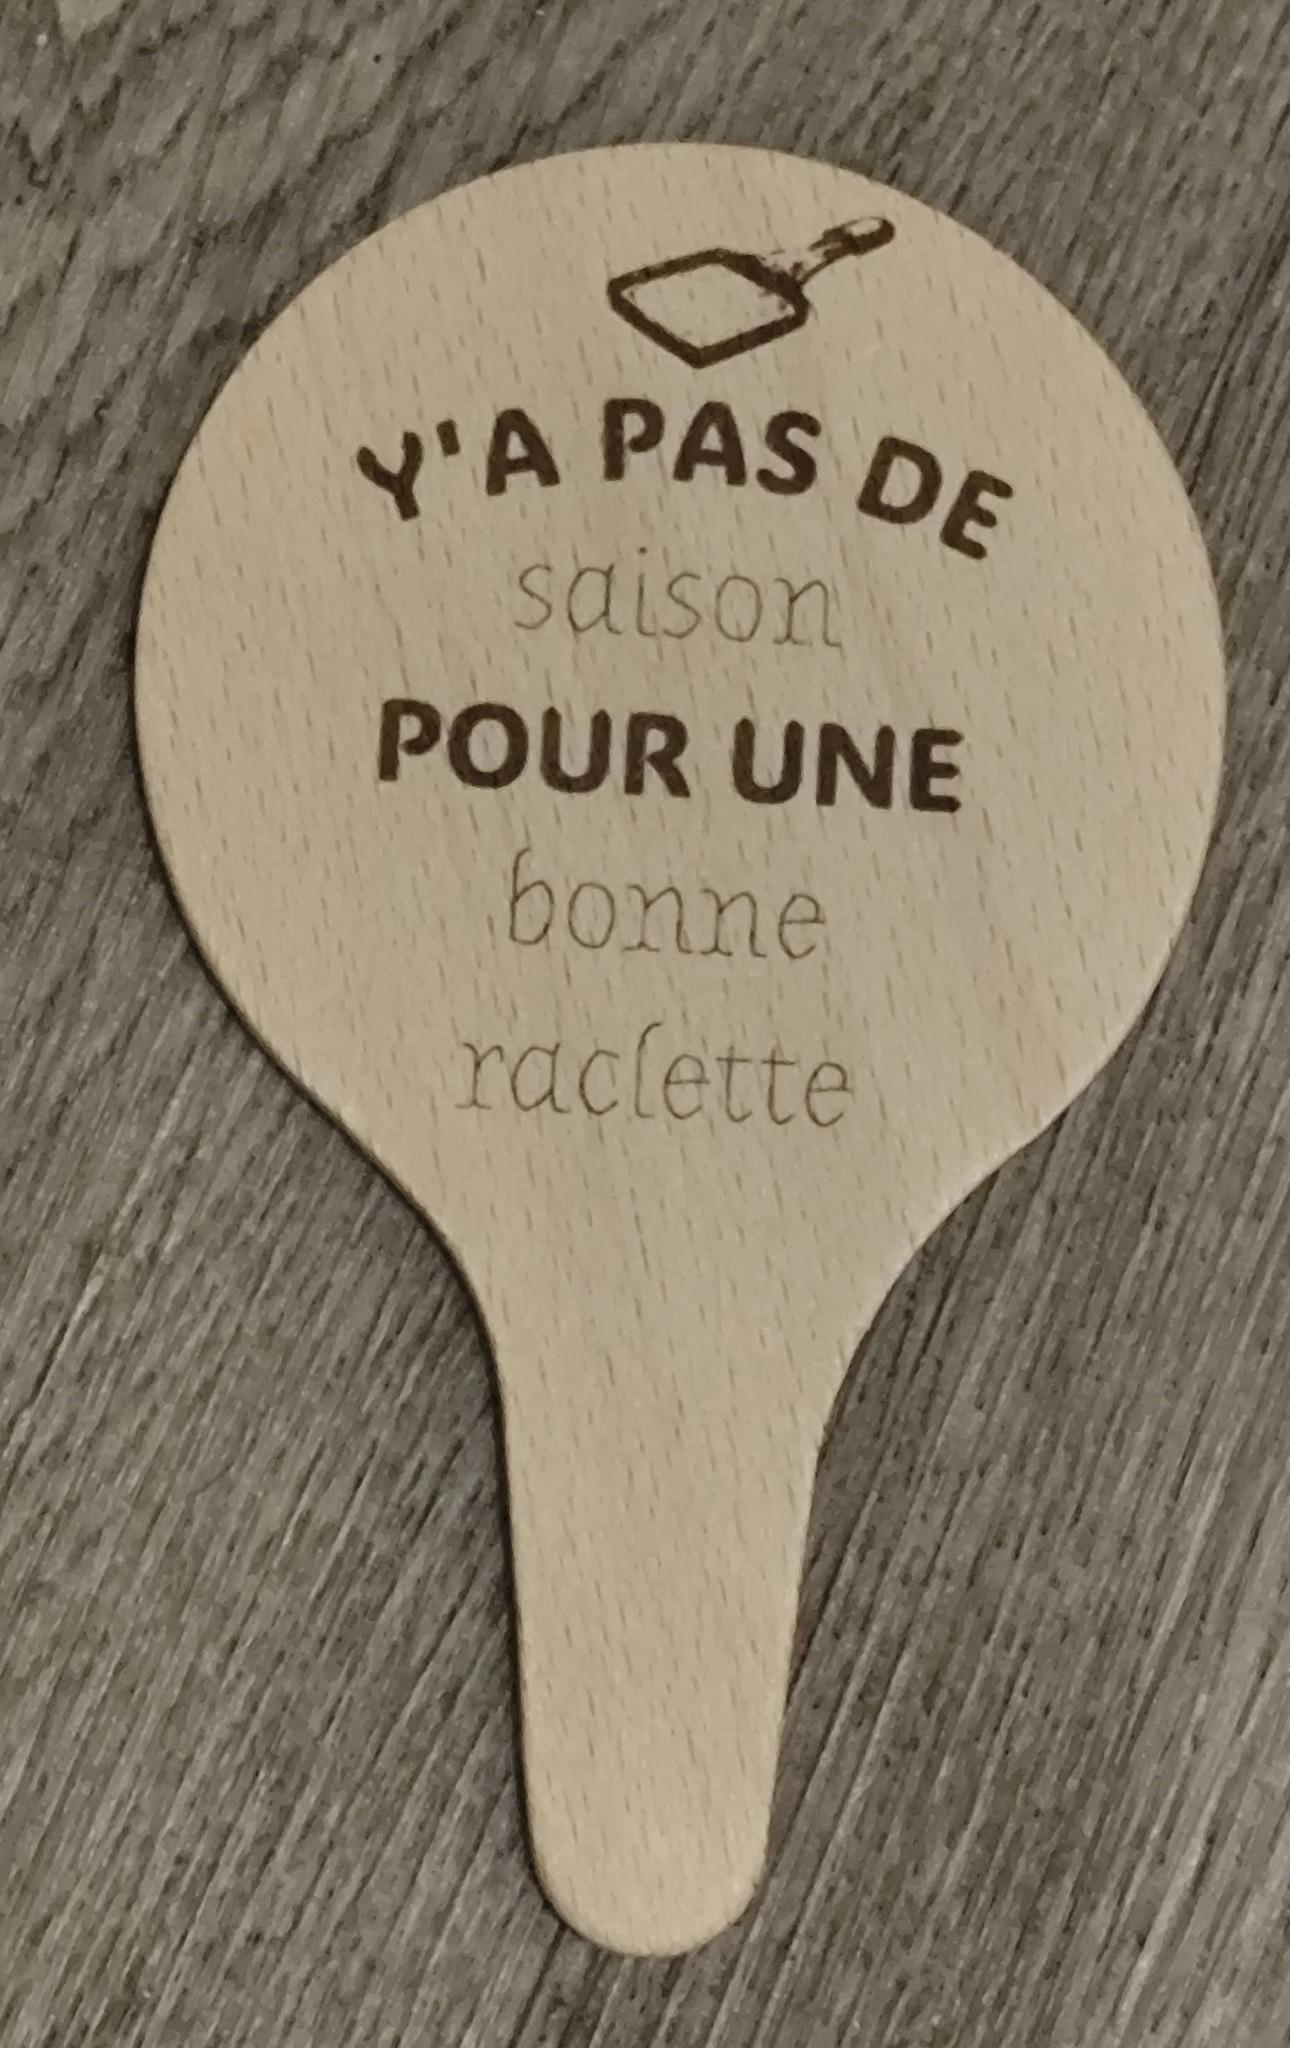 Y'A PAS DE
saison
POUR UNE
bonne
raclette